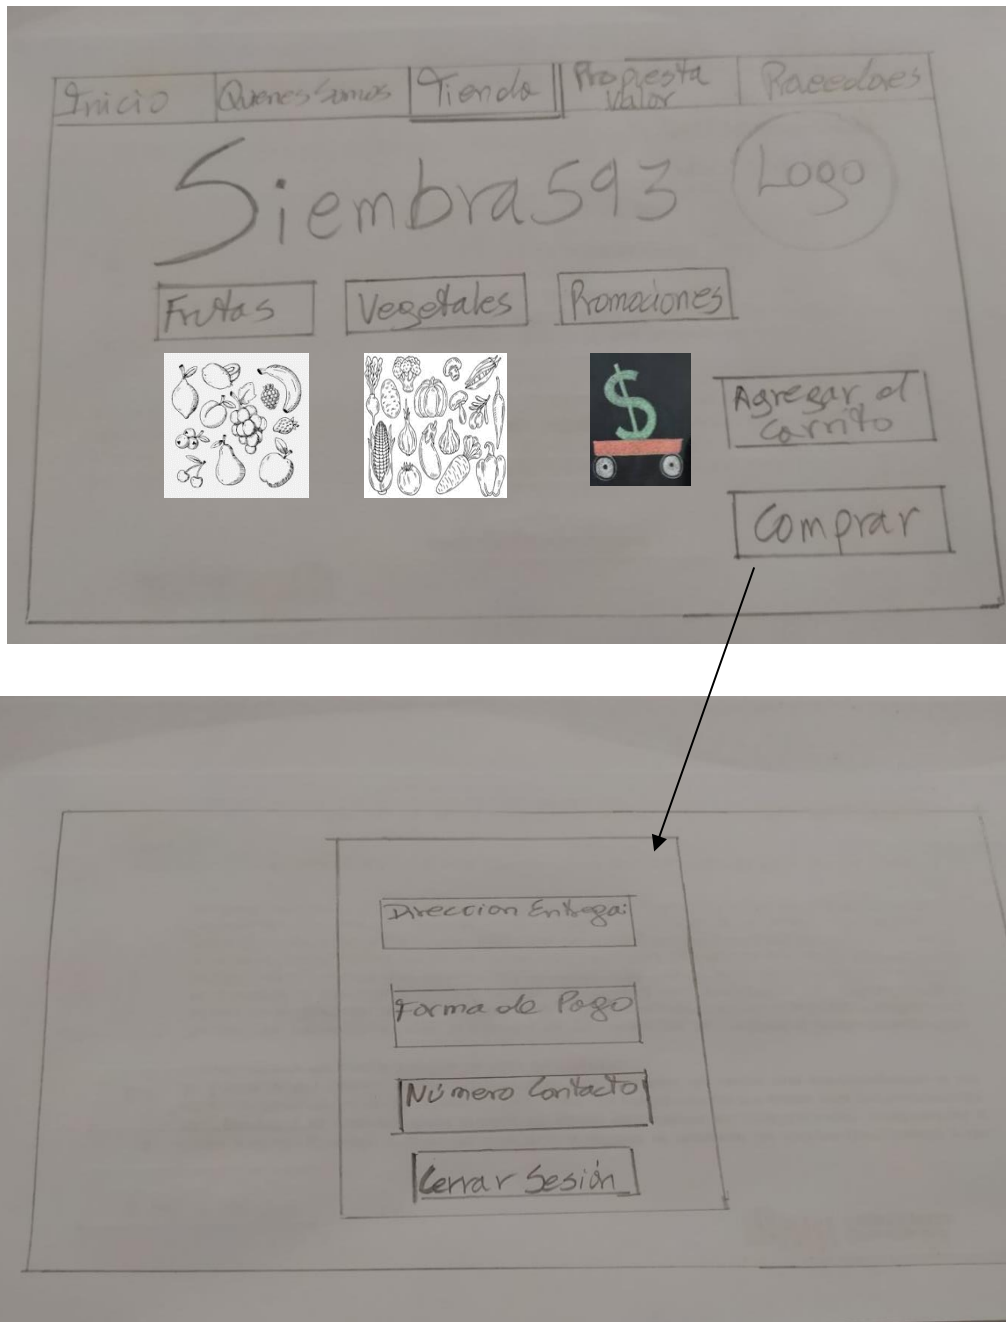 Inicio
Quienes Somos
Tienda
Propuesta
Valor
Proveedores
Siembra593
Logo
Frutas
Vegetales
Promociones
$
Agregar al
Carrito
Comprar
Direccion Entrega:
Forma de Pago
Número Contacto
Cerrar Sesión